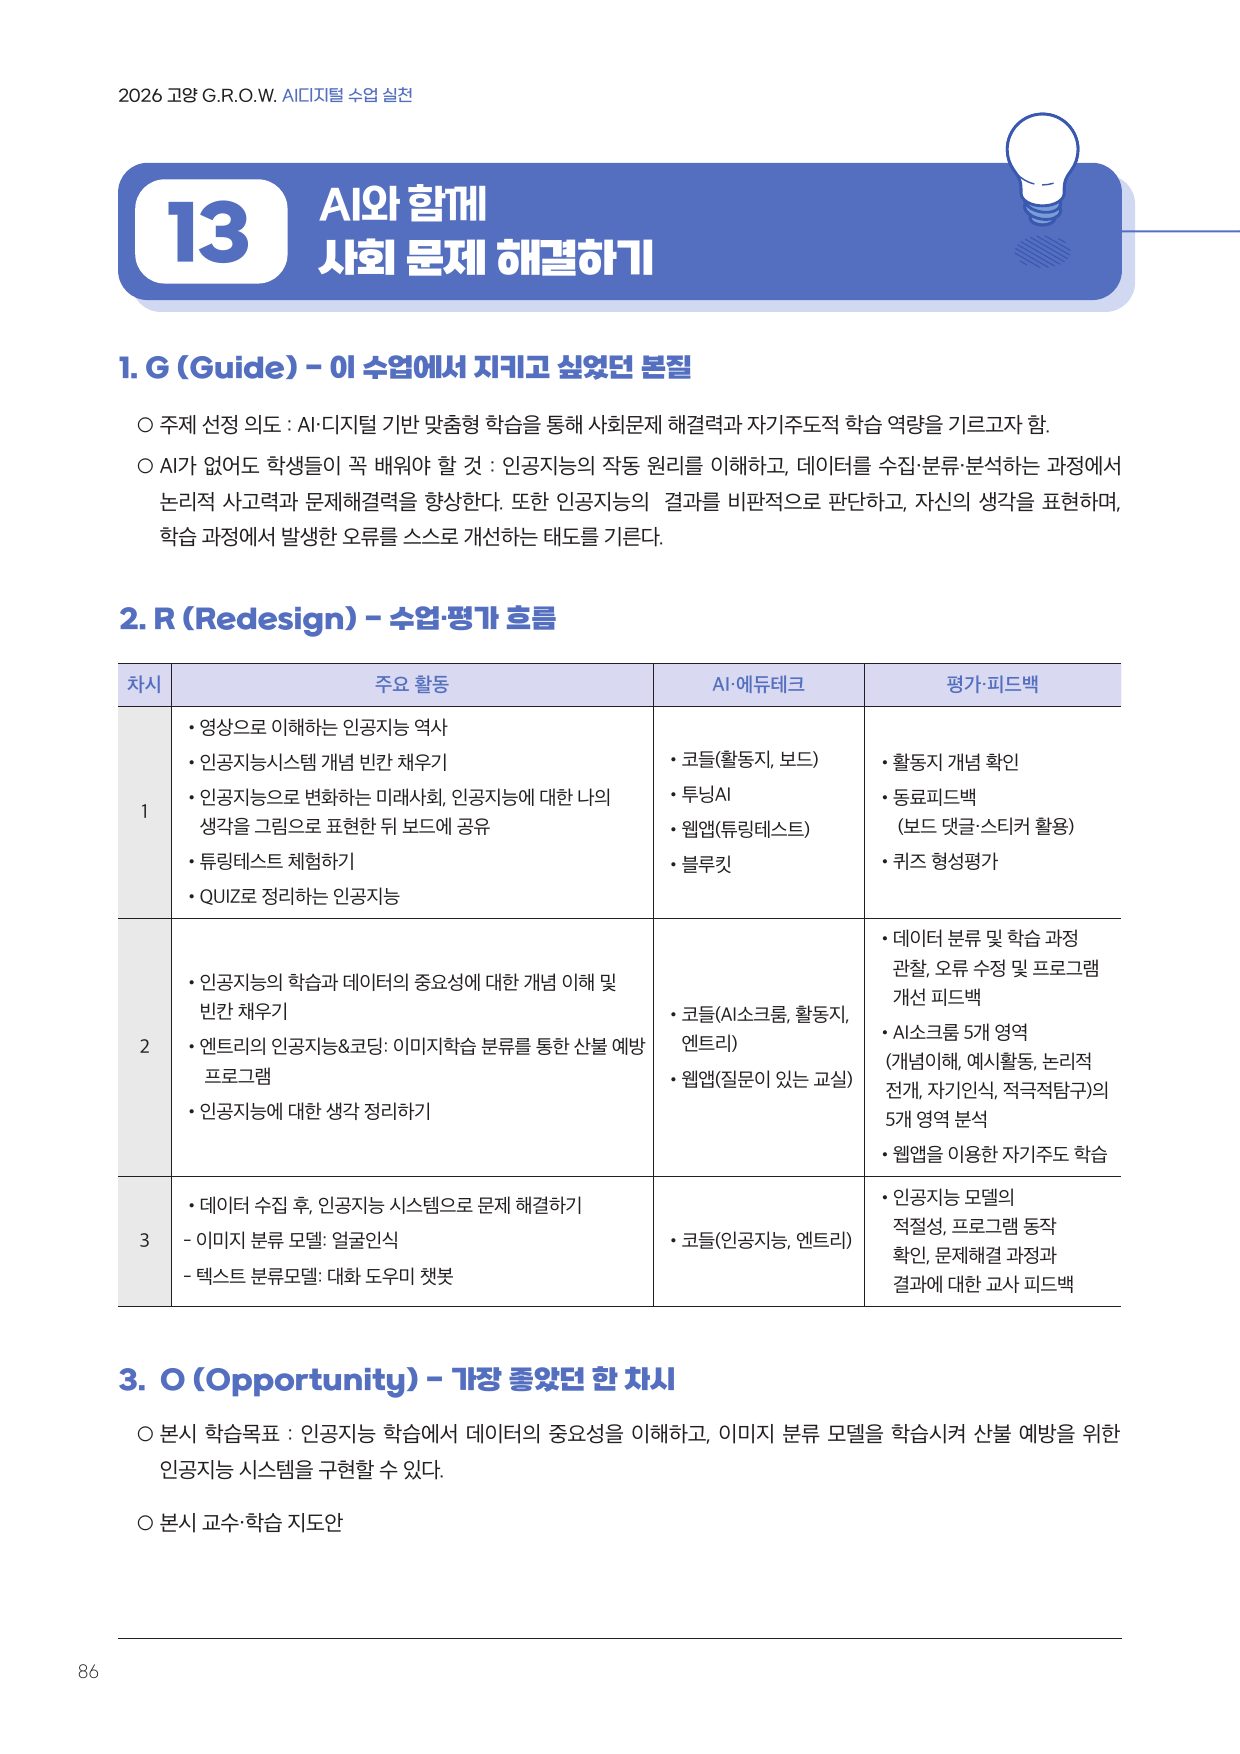 2026 고양 G.R.O.W. AI디지털 수업 실천
13
AI와 함께
사회 문제 해결하기
1. G (Guide) – 이 수업에서 지키고 싶었던 본질
○ 주제 선정 의도 : AI·디지털 기반 맞춤형 학습을 통해 사회문제 해결력과 자기주도적 학습 역량을 기르고자 함.
○ AI가 없어도 학생들이 꼭 배워야 할 것 : 인공지능의 작동 원리를 이해하고, 데이터를 수집·분류·분석하는 과정에서
논리적 사고력과 문제해결력을 향상한다. 또한 인공지능의 결과를 비판적으로 판단하고, 자신의 생각을 표현하며,
학습 과정에서 발생한 오류를 스스로 개선하는 태도를 기른다.
2. R (Redesign) – 수업·평가 흐름
차시 주요 활동 AI·에듀테크 평가·피드백
1
• 영상으로 이해하는 인공지능 역사
• 인공지능시스템 개념 빈칸 채우기
• 인공지능으로 변화하는 미래사회, 인공지능에 대한 나의
생각을 그림으로 표현한 뒤 보드에 공유
• 튜링테스트 체험하기
• QUIZ로 정리하는 인공지능
• 코들(활동지, 보드)
• 투닝AI
• 웹앱(튜링테스트)
• 블루킷
• 활동지 개념 확인
• 동료피드백
(보드 댓글·스티커 활용)
• 퀴즈 형성평가
2
• 인공지능의 학습과 데이터의 중요성에 대한 개념 이해 및
빈칸 채우기
• 엔트리의 인공지능&코딩: 이미지학습 분류를 통한 산불 예방
프로그램
• 인공지능에 대한 생각 정리하기
• 코들(AI소크룸, 활동지,
엔트리)
• 웹앱(질문이 있는 교실)
• 데이터 분류 및 학습 과정
관찰, 오류 수정 및 프로그램
개선 피드백
• AI소크룸 5개 영역
(개념이해, 예시활동, 논리적
전개, 자기인식, 적극적탐구)의
5개 영역 분석
• 웹앱을 이용한 자기주도 학습
3
• 데이터 수집 후, 인공지능 시스템으로 문제 해결하기
- 이미지 분류 모델: 얼굴인식
- 텍스트 분류모델: 대화 도우미 챗봇
• 코들(인공지능, 엔트리)
• 인공지능 모델의
적절성, 프로그램 동작
확인, 문제해결 과정과
결과에 대한 교사 피드백
3. O (Opportunity) – 가장 좋았던 한 차시
○ 본시 학습목표 : 인공지능 학습에서 데이터의 중요성을 이해하고, 이미지 분류 모델을 학습시켜 산불 예방을 위한
인공지능 시스템을 구현할 수 있다.
○ 본시 교수·학습 지도안
86